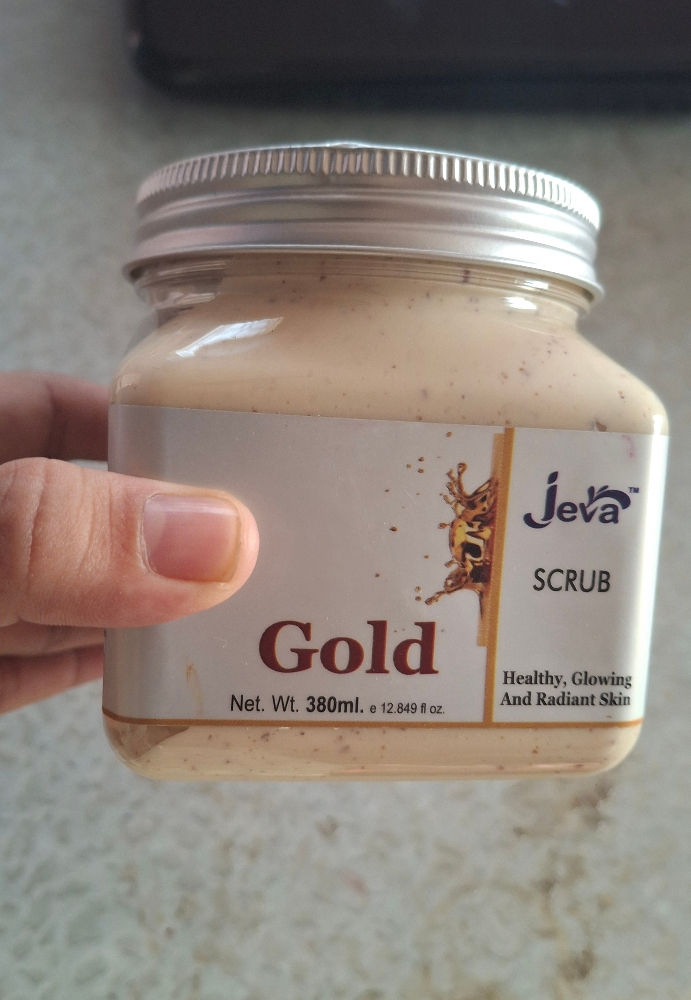 Gold
Net. Wt. 380ml. e 12.849 fl oz.
jeva™
SCRUB
Healthy, Glowing
And Radiant Skin